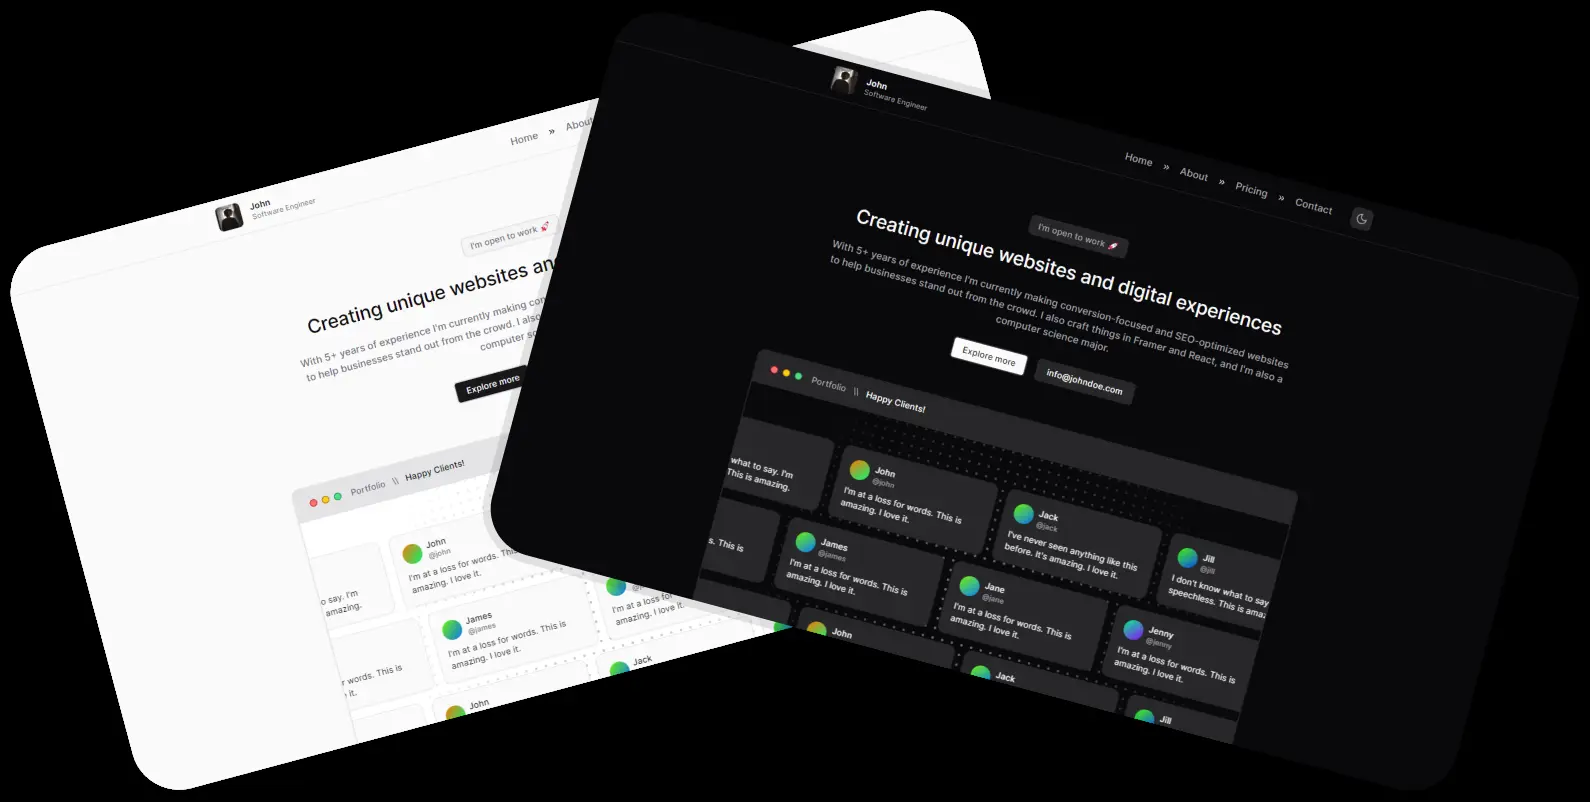 John
Software Engineer
Home » About
I'm open to work 🚀
Creating unique websites and
With 5+ years of experience I'm currently making
to help businesses stand out from the crowd. I also
computer
Explore more
Portfolio \\ Happy Clients!
o say. I'm
amazing.
John
@john
I'm at a loss for words. This
amazing. I love it.
words. This is
it.
James
@james
I'm at a loss for words. This is
amazing. I love it.
I'm at a loss for
amazing. I love it.
John
Jack
John
Software Engineer
Home » About » Pricing » Contact
I'm open to work 🚀
Creating unique websites and digital experiences
With 5+ years of experience I'm currently making conversion-focused and SEO-optimized websites
to help businesses stand out from the crowd. I also craft things in Framer and React, and I'm also a
computer science major.
Explore more
info@johndoe.com
Portfolio \\ Happy Clients!
what to say. I'm
This is amazing.
John
@john
I'm at a loss for words. This is
amazing. I love it.
Jack
@jack
I've never seen anything like this
before. It's amazing. I love it.
Jill
@jill
I don't know what to say
speechless. This is
s. This is
James
@james
I'm at a loss for words. This is
amazing. I love it.
Jane
@jane
I'm at a loss for words. This is
amazing. I love it.
Jenny
@jenny
I'm at a loss for words. This is
amazing. I love it.
John
Jack
Jill